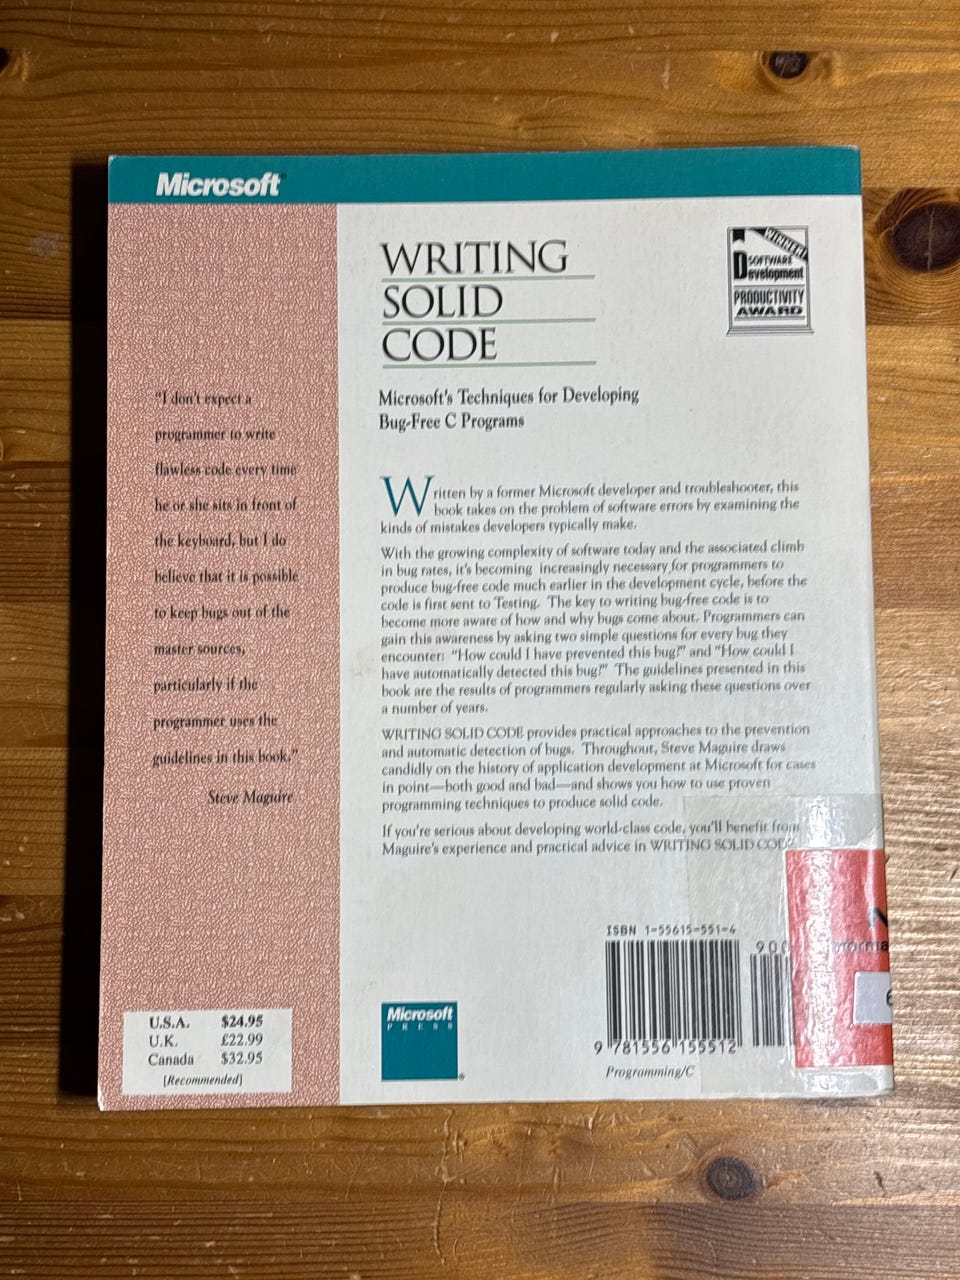 Microsoft
WRITING
SOLID
CODE
WINNER!
SOFTWARE
Development
PRODUCTIVITY
AWARD
Microsoft's Techniques for Developing
Bug-Free C Programs
"I don't expect a
programmer to write
flawless code every time
he or she sits in front of
the keyboard, but I do
believe that it is possible
to keep bugs out of the
master sources,
particularly if the
programmer uses the
guidelines in this book."
Steve Maguire
Written by a former Microsoft developer and troubleshooter, this
book takes on the problem of software errors by examining the
kinds of mistakes developers typically make.
With the growing complexity of software today and the associated climb
in bug rates, it's becoming increasingly necessary for programmers to
produce bug-free code much earlier in the development cycle, before the
code is first sent to Testing. The key to writing bug-free code is to
become more aware of how and why bugs come about. Programmers can
gain this awareness by asking two simple questions for every bug they
encounter: "How could I have prevented this bug?" and "How could I
have automatically detected this bug?" The guidelines presented in this
book are the results of programmers regularly asking these questions over
a number of years.
WRITING SOLID CODE provides practical approaches to the prevention
and automatic detection of bugs. Throughout, Steve Maguire draws
candidly on the history of application development at Microsoft for cases
in point—both good and bad—and shows you how to use proven
programming techniques to produce solid code.
If you're serious about developing world-class code, you'll benefit from
Maguire's experience and practical advice in WRITING SOLID CODE.
ISBN 1-55615-551-4
900
9 781556 155512
Programming/C
Microsoft
PRESS
U.S.A. $24.95
U.K. £22.99
Canada $32.95
[Recommended]